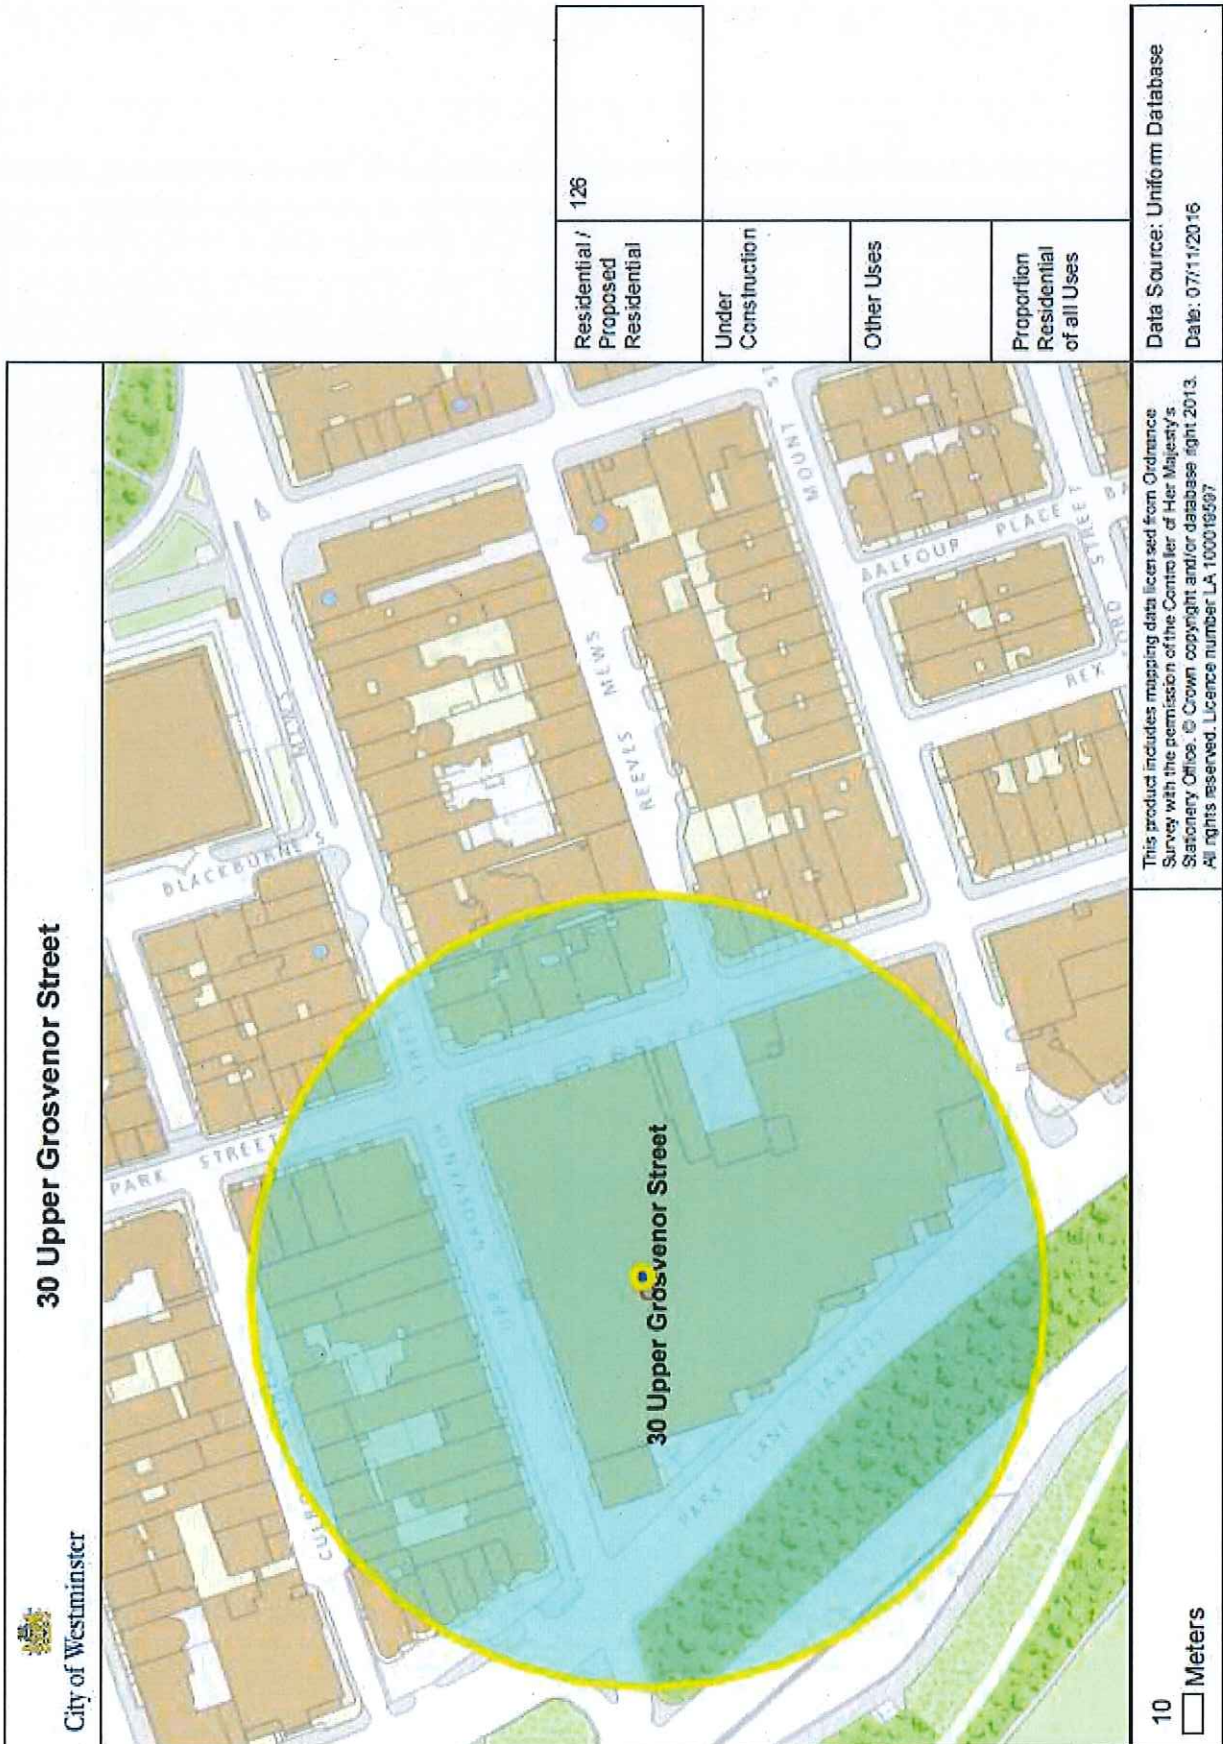 City of Westminster
30 Upper Grosvenor Street
PARK STREET
BLACKBURNE'S
REEVES MEWS
MOUNT ST
BALFOUR PLACE
REX
STREET
UPR GROSVENOR STREET
PARK LANE
30 Upper Grosvenor Street
Residential / Proposed Residential
126
Under Construction
Other Uses
Proportion Residential of all Uses
10
Meters
This product includes mapping data licensed from Ordnance
Survey with the permission of the Controller of Her Majesty's
Stationery Office. © Crown copyright and/or database right 2013.
All rights reserved. Licence number LA 100019597
Data Source: Uniform Database
Date: 07/11/2016